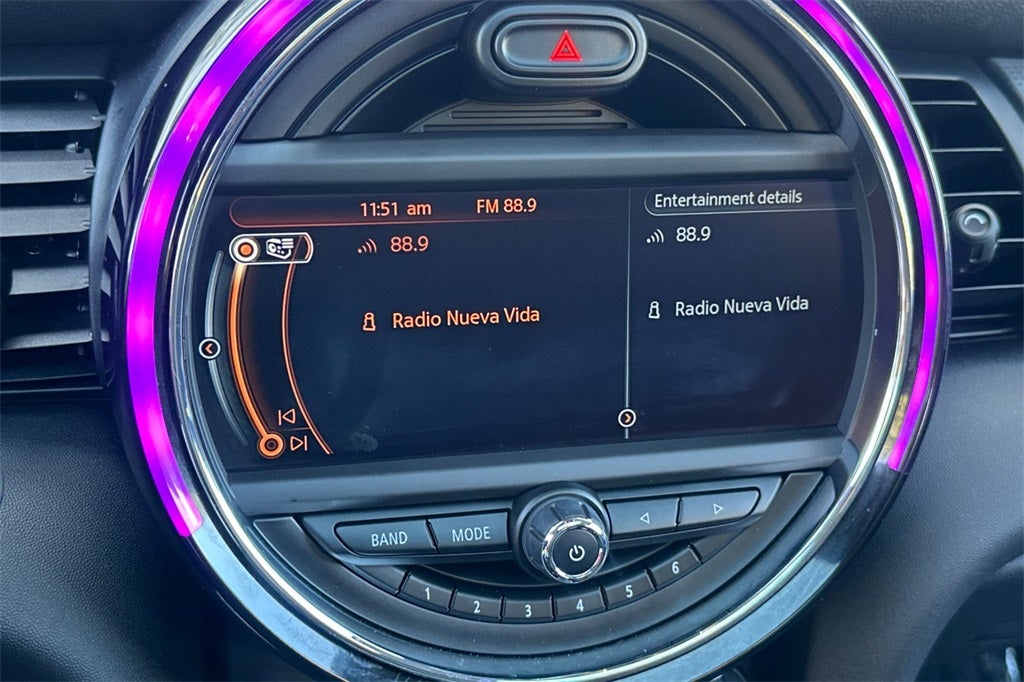 11:51 am FM 88.9
Entertainment details
88.9
88.9
Radio Nueva Vida
Radio Nueva Vida
BAND MODE
1 2 3 4 5 6